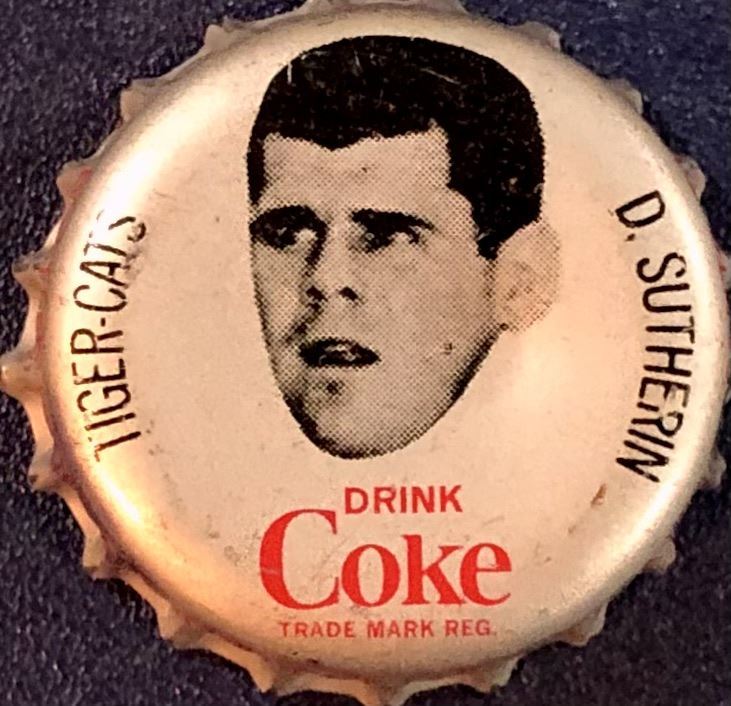 TIGER-CATS
D. SUTHERIN
DRINK
Coke
TRADE MARK REG.